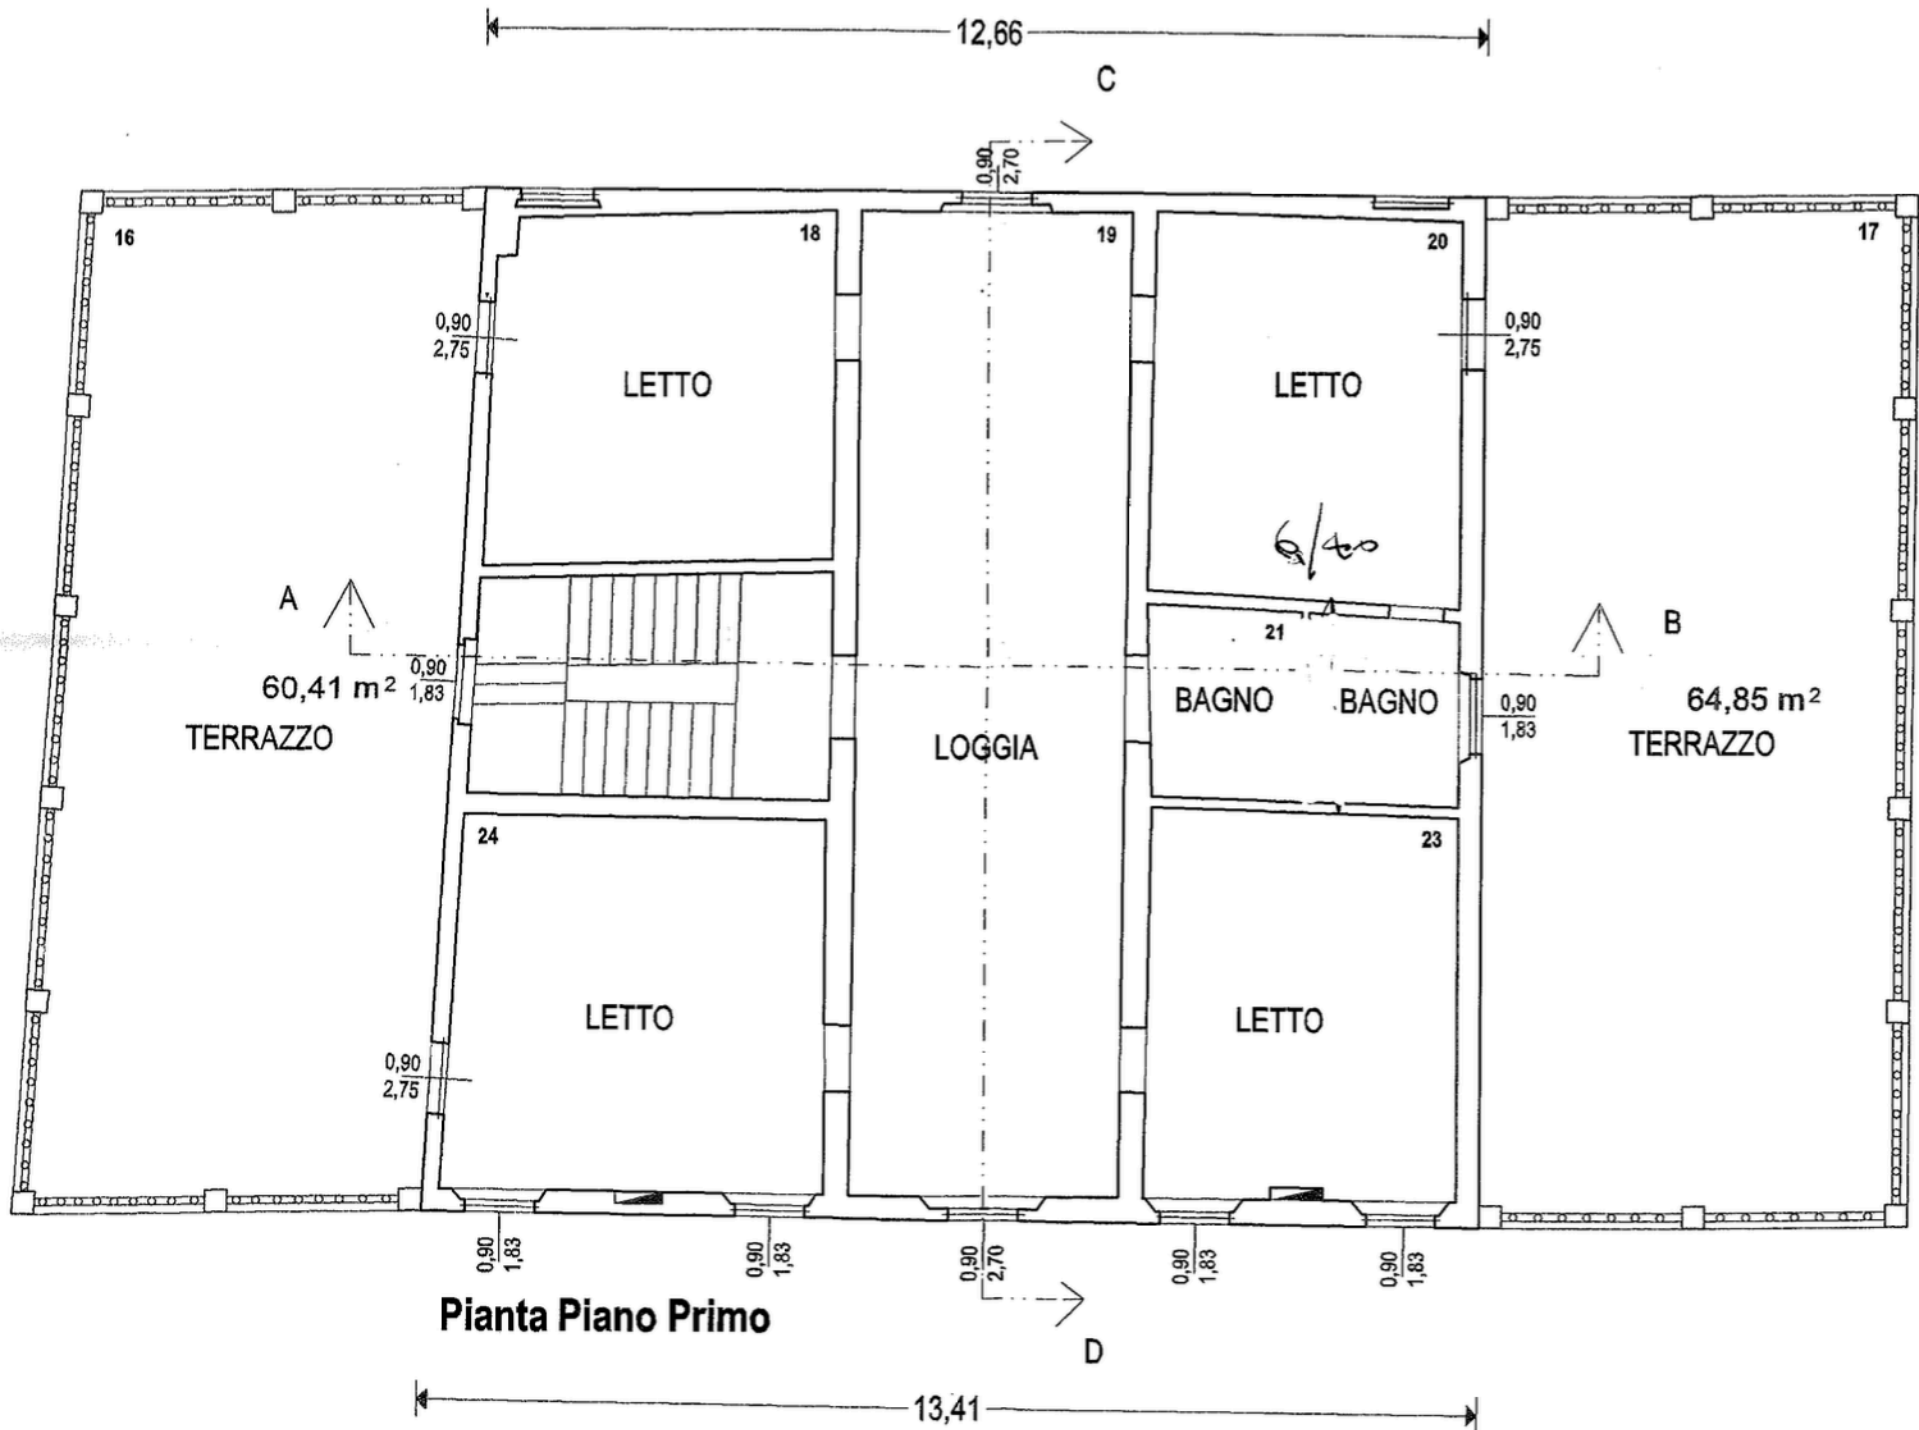 12,66
C
0,90
2,70
16
18
19
20
17
0,90
2,75
0,90
2,75
LETTO
LETTO
A
21
B
60,41 m²
0,90
1,83
BAGNO
BAGNO
0,90
1,83
64,85 m²
TERRAZZO
LOGGIA
TERRAZZO
24
23
LETTO
LETTO
0,90
2,75
0,90
1,83
0,90
1,83
0,90
2,70
0,90
1,83
0,90
1,83
Pianta Piano Primo
D
13,41